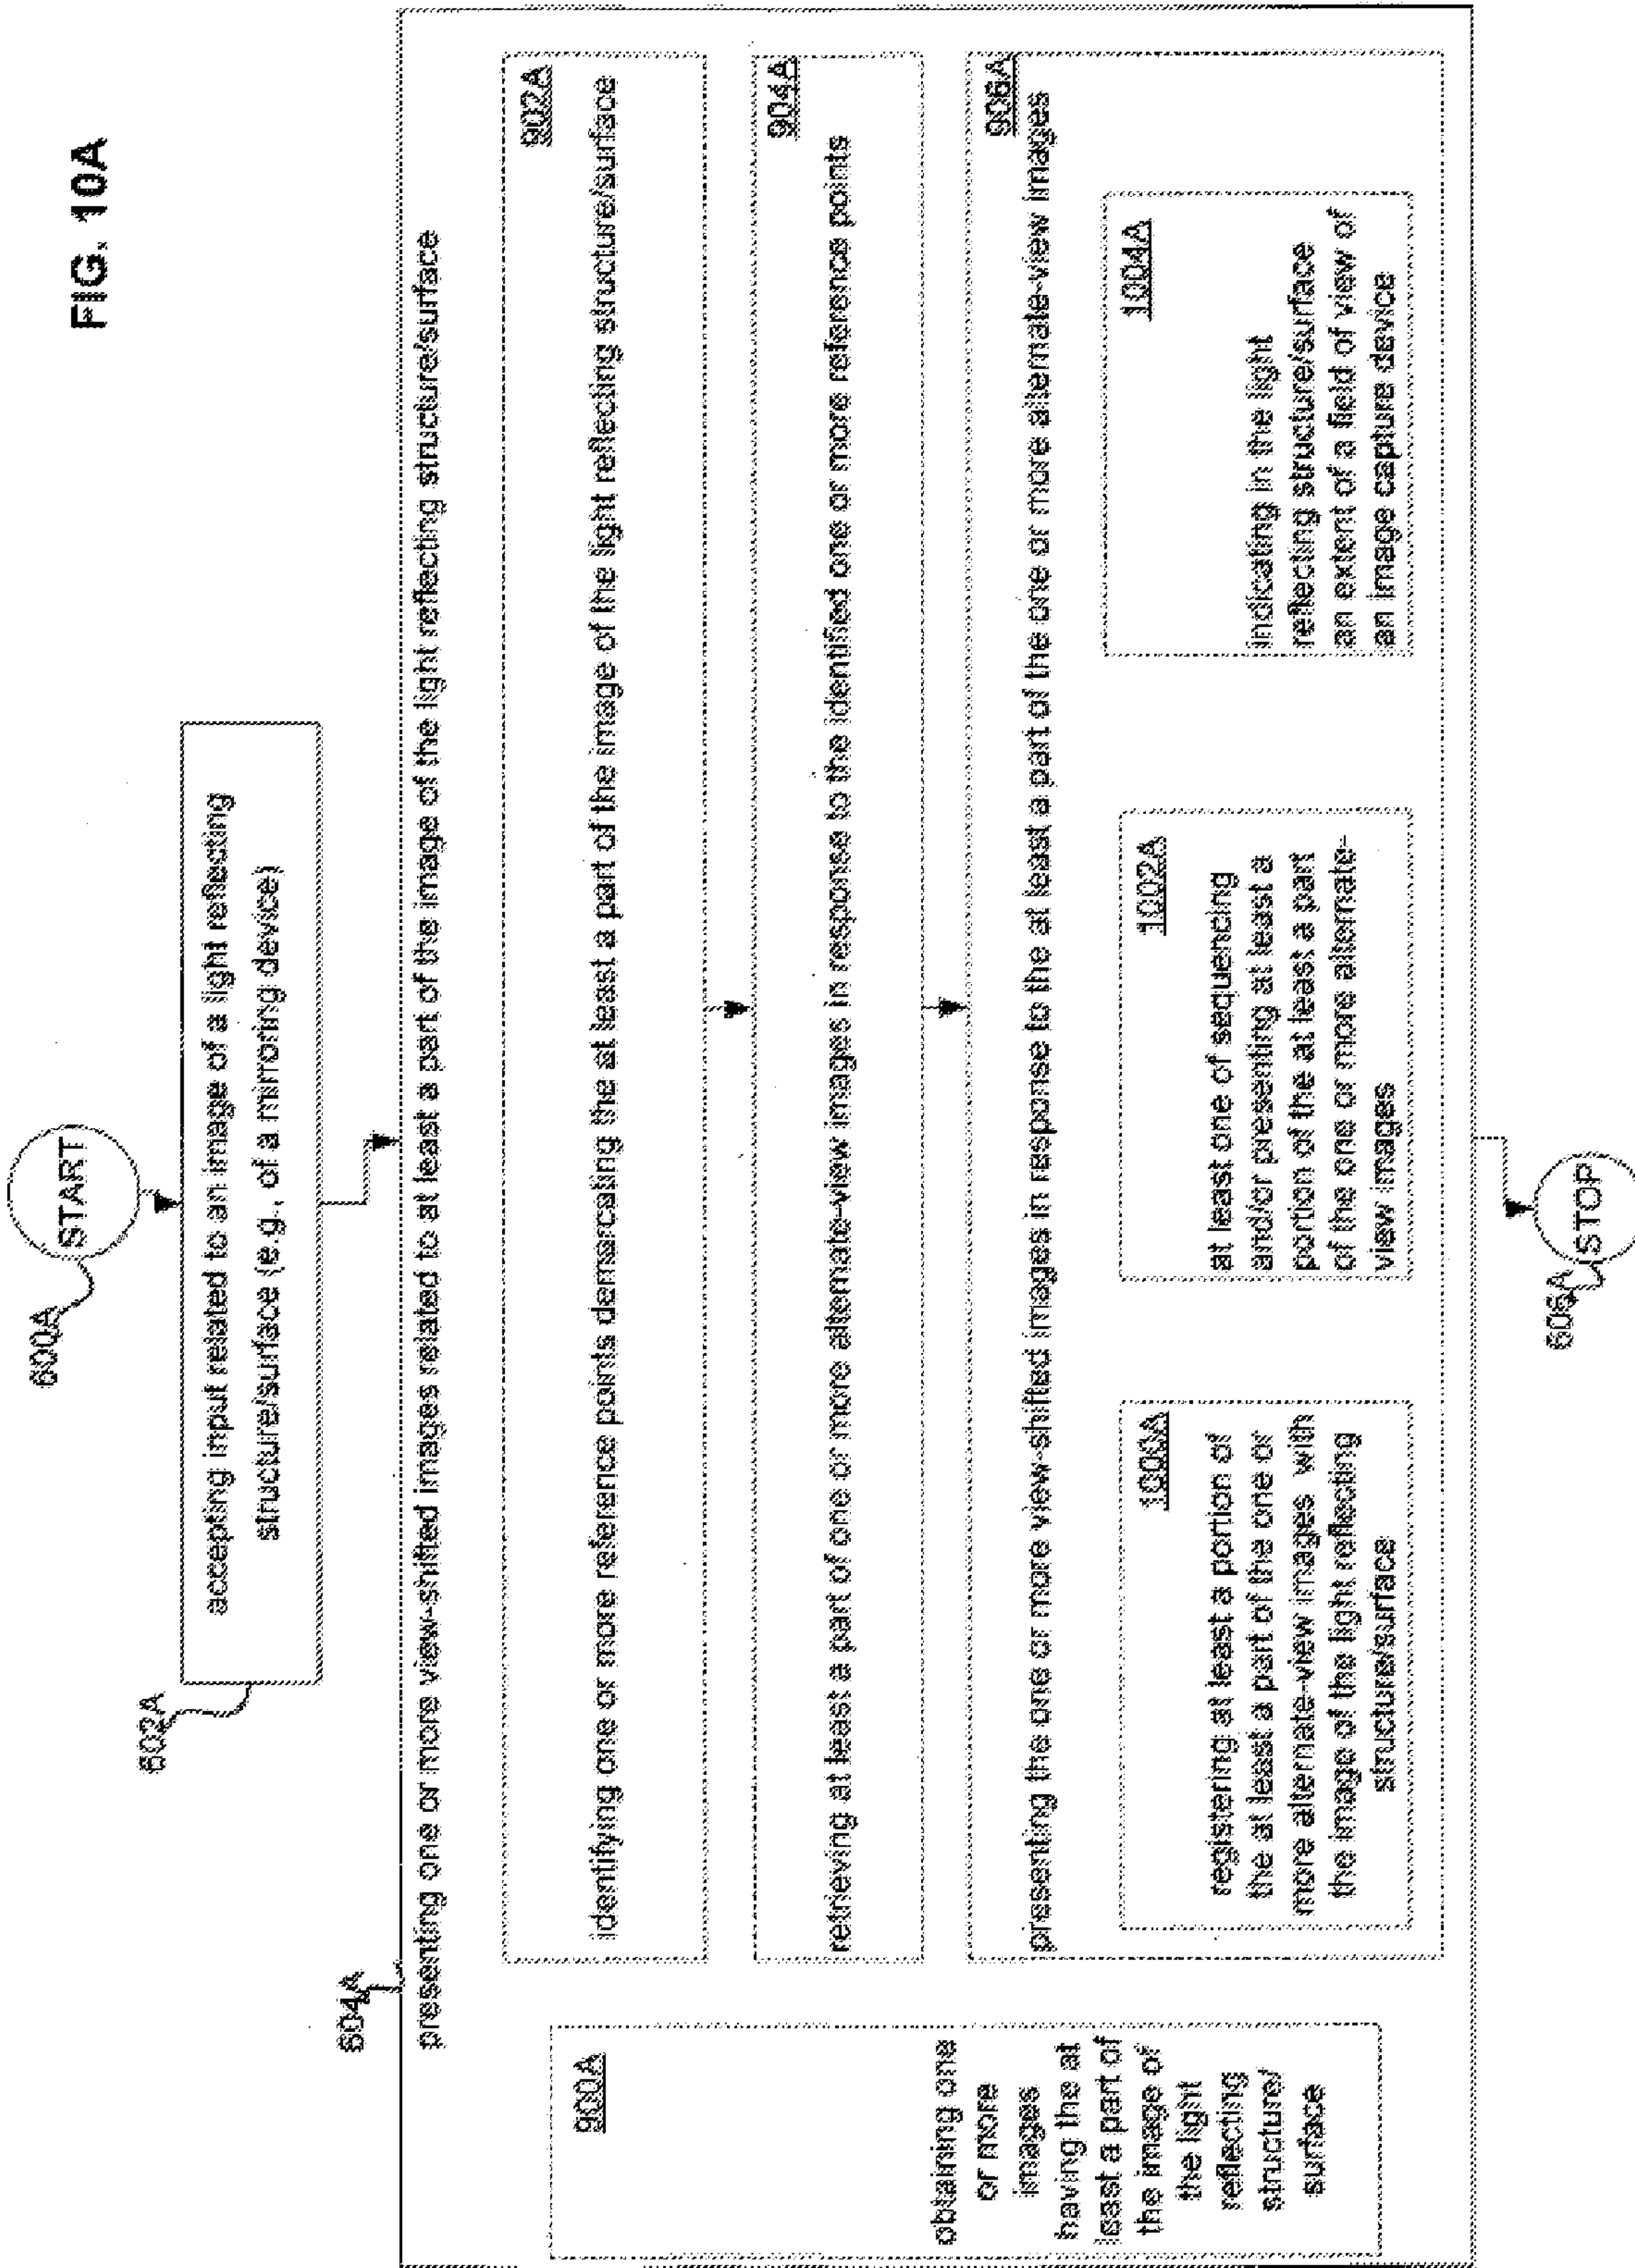 FIG. 10A
START
600A
accepting input related to an image of a light reflecting
structure/surface (e.g., of a mirroring device)
602A
604A
presenting one or more view-shifted images related to at least a part of the image of the light reflecting structure/surface
900A
obtaining one
or more
images
having the at
least a part of
the image of
the light
reflecting
structure/
surface
902A
identifying one or more reference points demarcating the at least a part of the image of the light reflecting structure/surface
904A
retrieving at least a part of one or more alternate-view images in response to the identified one or more reference points
906A
presenting the one or more view-shifted images in response to the at least a part of the one or more alternate-view images
1000A
registering at least a portion of
the at least a part of the one or
more alternate-view images with
the image of the light reflecting
structure/surface
1002A
at least one of sequencing
and/or presenting at least a
portion of the at least a part
of the one or more alternate-
view images
1004A
indicating in the light
reflecting structure/surface
an extent of a field of view of
an image capture device
606A
STOP